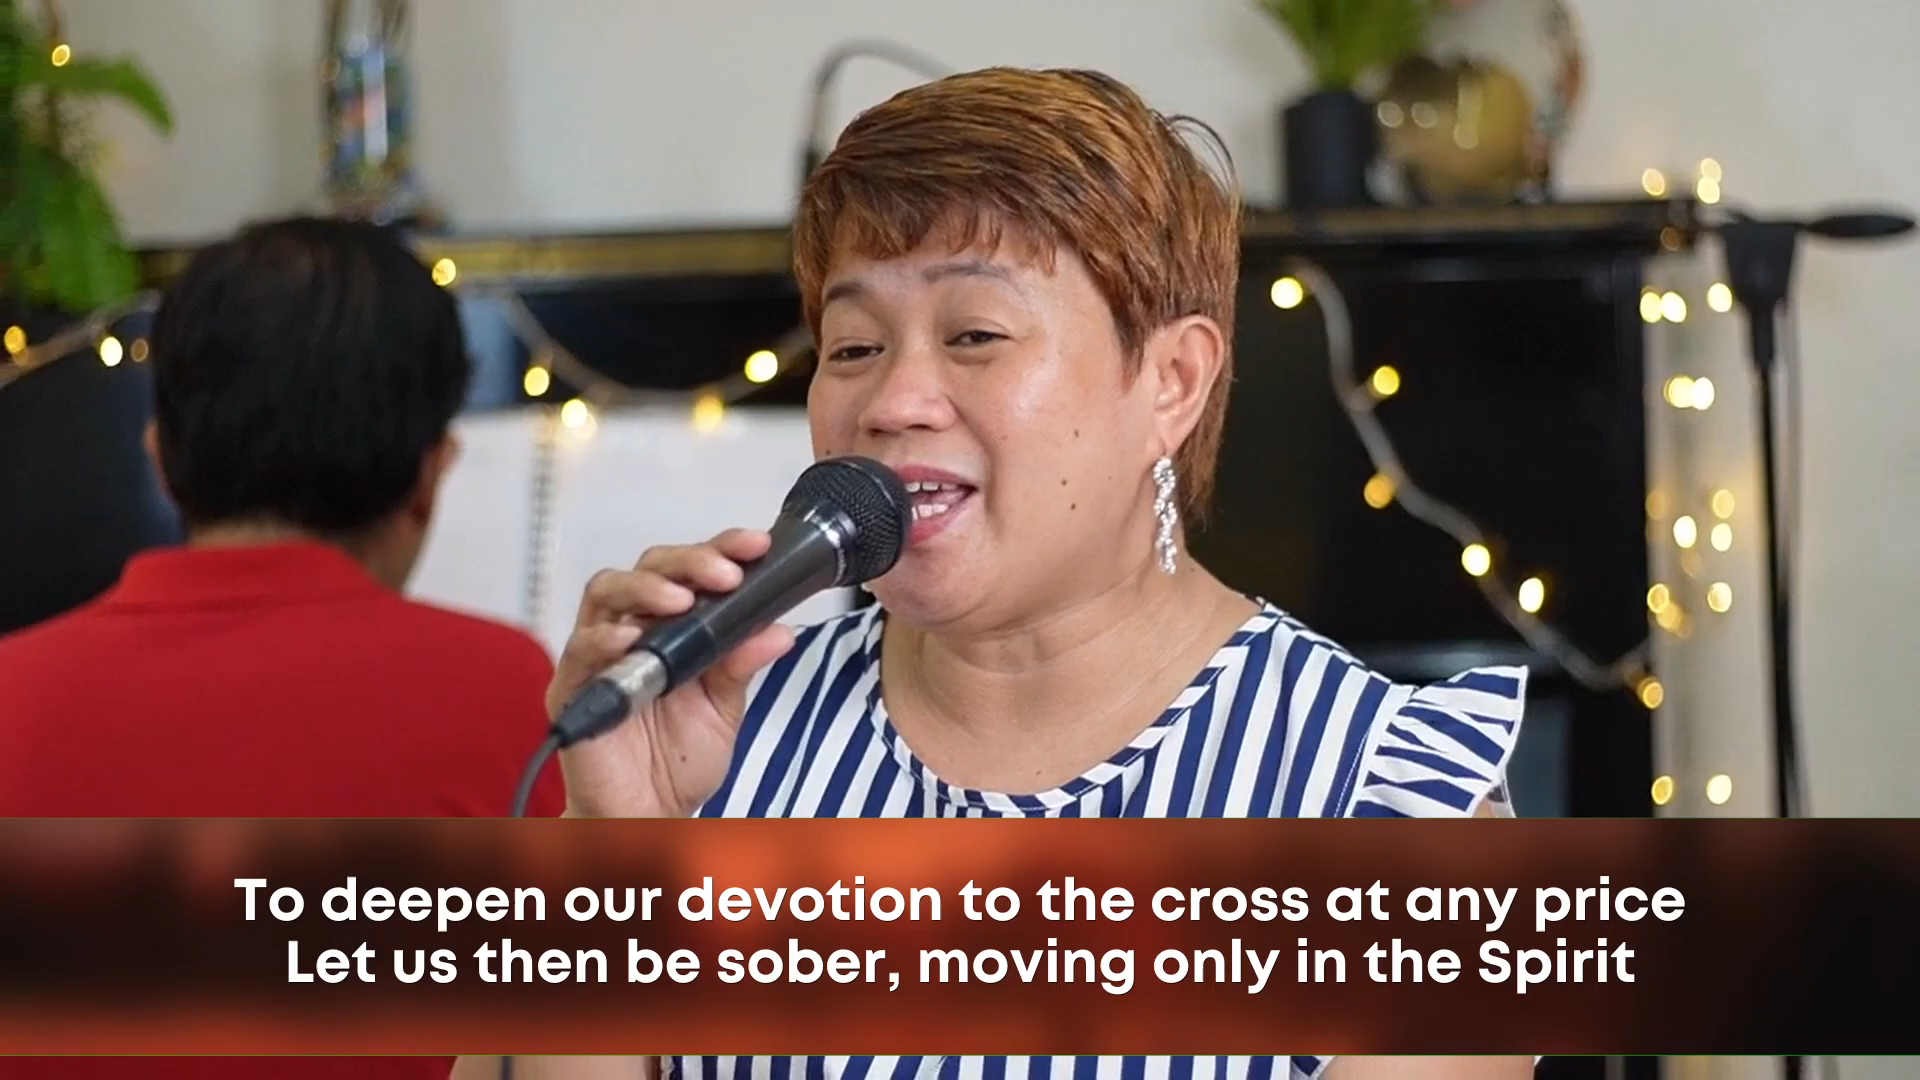 To deepen our devotion to the cross at any price
Let us then be sober, moving only in the Spirit